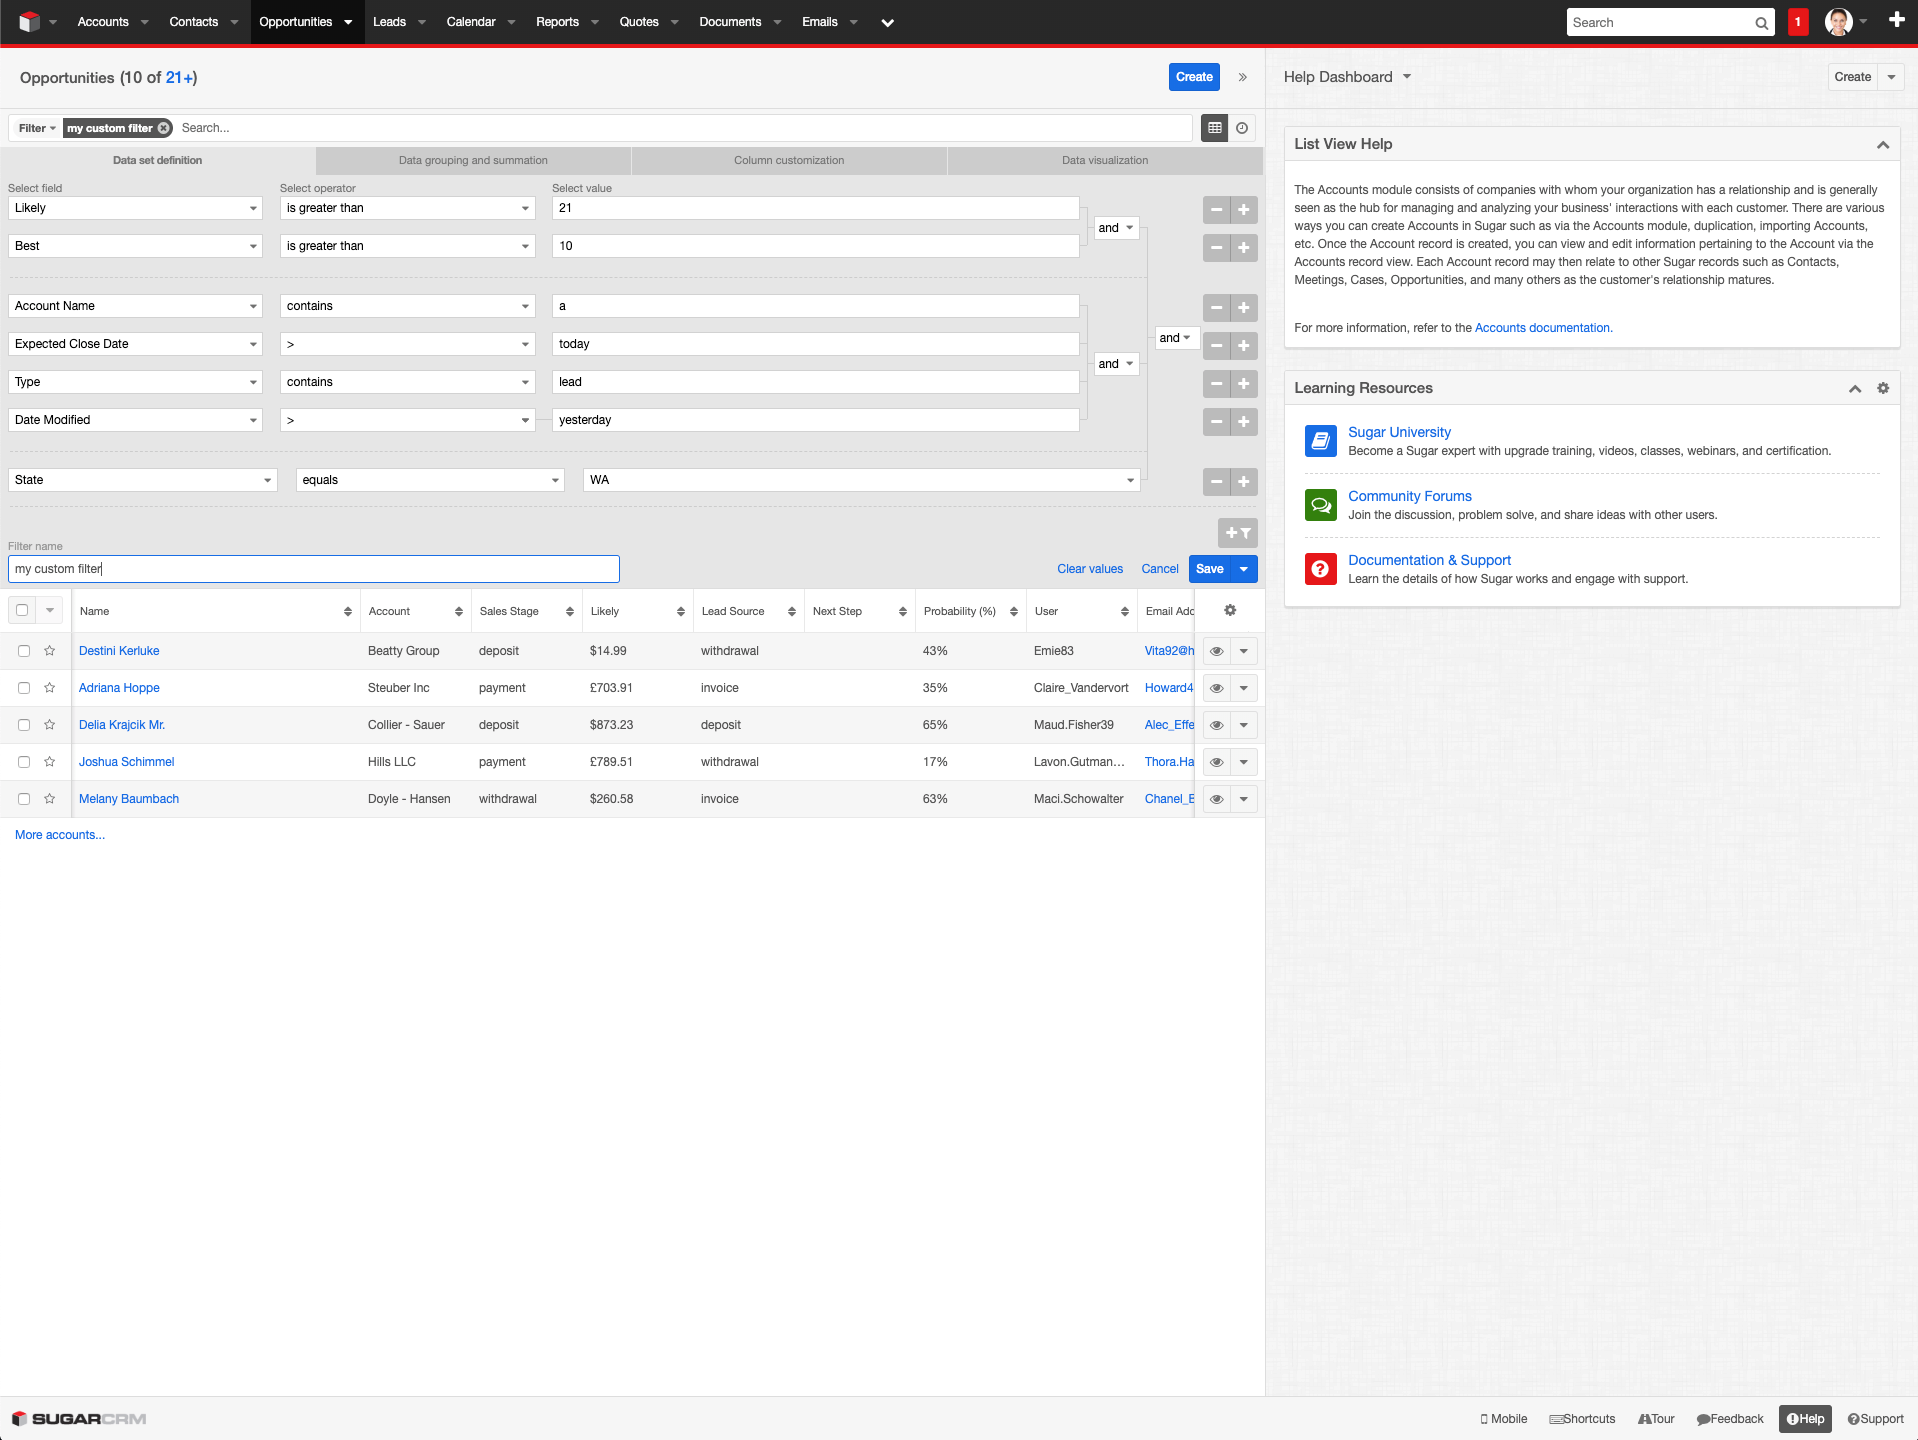 Accounts Contacts Opportunities Leads Calendar Reports Quotes Documents Emails Search 1
Opportunities (10 of 21+) Create
Filter my custom filter Search...
Data set definition Data grouping and summation Column customization Data visualization
Select field Select operator Select value
Likely is greater than 21
and
Best is greater than 10
Account Name contains a
Expected Close Date > today
and
and
Type contains lead
Date Modified > yesterday
State equals WA
Filter name
my custom filter Clear values Cancel Save
Name Account Sales Stage Likely Lead Source Next Step Probability (%) User Email Adc
Destini Kerluke Beatty Group deposit $14.99 withdrawal 43% Emie83 Vita92@h
Adriana Hoppe Steuber Inc payment £703.91 invoice 35% Claire_Vandervort Howard4
Delia Krajcik Mr. Collier - Sauer deposit $873.23 deposit 65% Maud.Fisher39 Alec_Effe
Joshua Schimmel Hills LLC payment £789.51 withdrawal 17% Lavon.Gutman... Thora.Ha
Melany Baumbach Doyle - Hansen withdrawal $260.58 invoice 63% Maci.Schowalter Chanel_E
More accounts...
Help Dashboard Create
List View Help
The Accounts module consists of companies with whom your organization has a relationship and is generally
seen as the hub for managing and analyzing your business' interactions with each customer. There are various
ways you can create Accounts in Sugar such as via the Accounts module, duplication, importing Accounts,
etc. Once the Account record is created, you can view and edit information pertaining to the Account via the
Accounts record view. Each Account record may then relate to other Sugar records such as Contacts,
Meetings, Cases, Opportunities, and many others as the customer's relationship matures.
For more information, refer to the Accounts documentation.
Learning Resources
Sugar University
Become a Sugar expert with upgrade training, videos, classes, webinars, and certification.
Community Forums
Join the discussion, problem solve, and share ideas with other users.
Documentation & Support
Learn the details of how Sugar works and engage with support.
SUGARCRM Mobile Shortcuts Tour Feedback Help Support